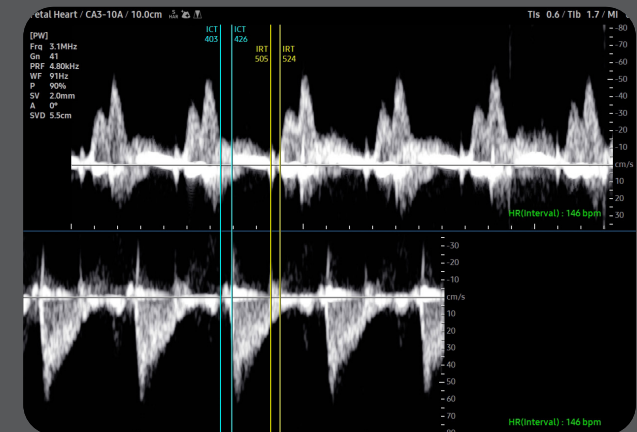 Fetal Heart / CA3-10A / 10.0cm S HAR
TIs 0.6 / TIb 1.7 / MI
[PW]
Frq 3.1MHz
Gn 41
PRF 4.80kHz
WF 91Hz
P 90%
SV 2.0mm
A 0°
SVD 5.5cm
ICT 403
ICT 426
IRT 505
IRT 524
-80
-70
-60
-50
-40
-30
-20
-10
cm/s
10
20
30
HR(Interval) : 146 bpm
-30
-20
-10
cm/s
10
20
30
40
50
60
70
80
HR(Interval) : 146 bpm